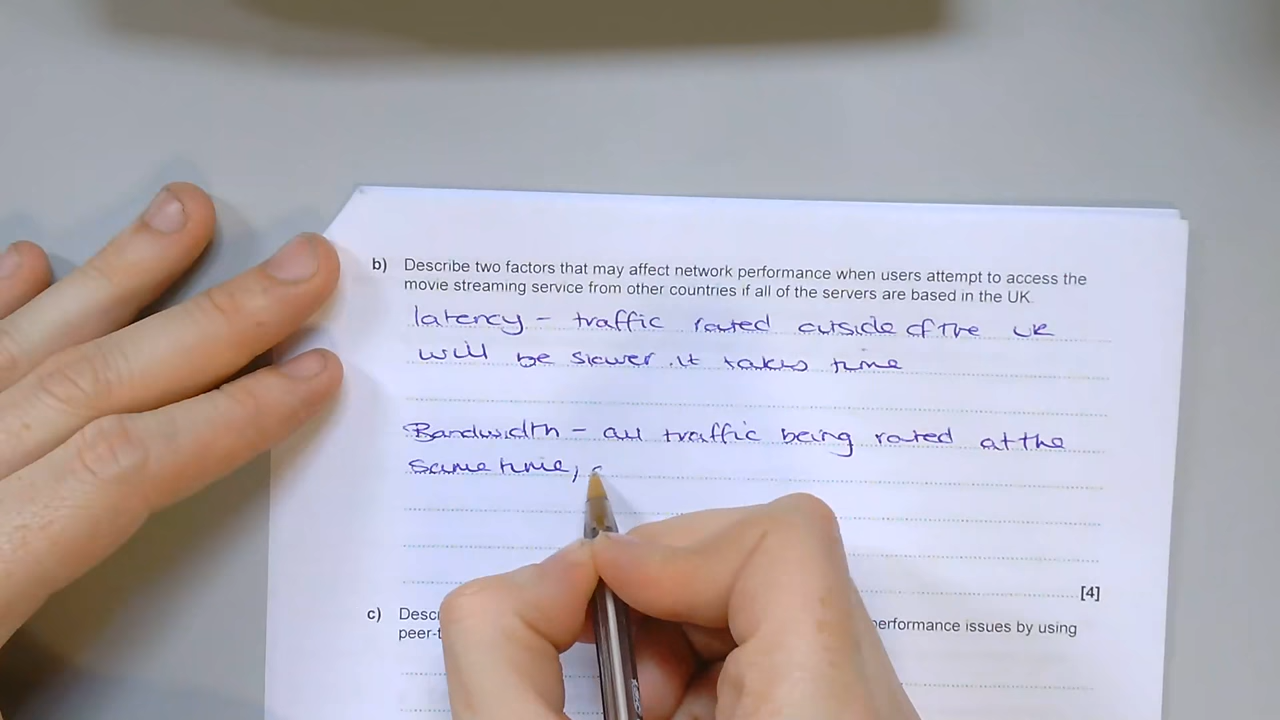 b) Describe two factors that may affect network performance when users attempt to access the
movie streaming service from other countries if all of the servers are based in the UK.
latency - traffic roted outside of the UK
will be slower. it takes time
Bandwidth - all traffic being roted at the
same time,
[4]
c) Desc
performance issues by using
peer-t